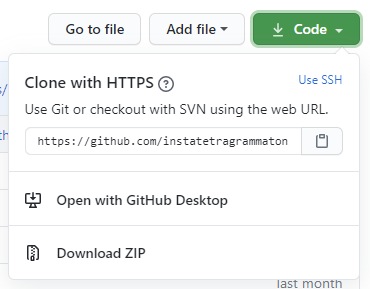 Go to file
Add file
Code
Clone with HTTPS
Use SSH
Use Git or checkout with SVN using the web URL.
https://github.com/instatetragrammaton
Open with GitHub Desktop
Download ZIP
last month